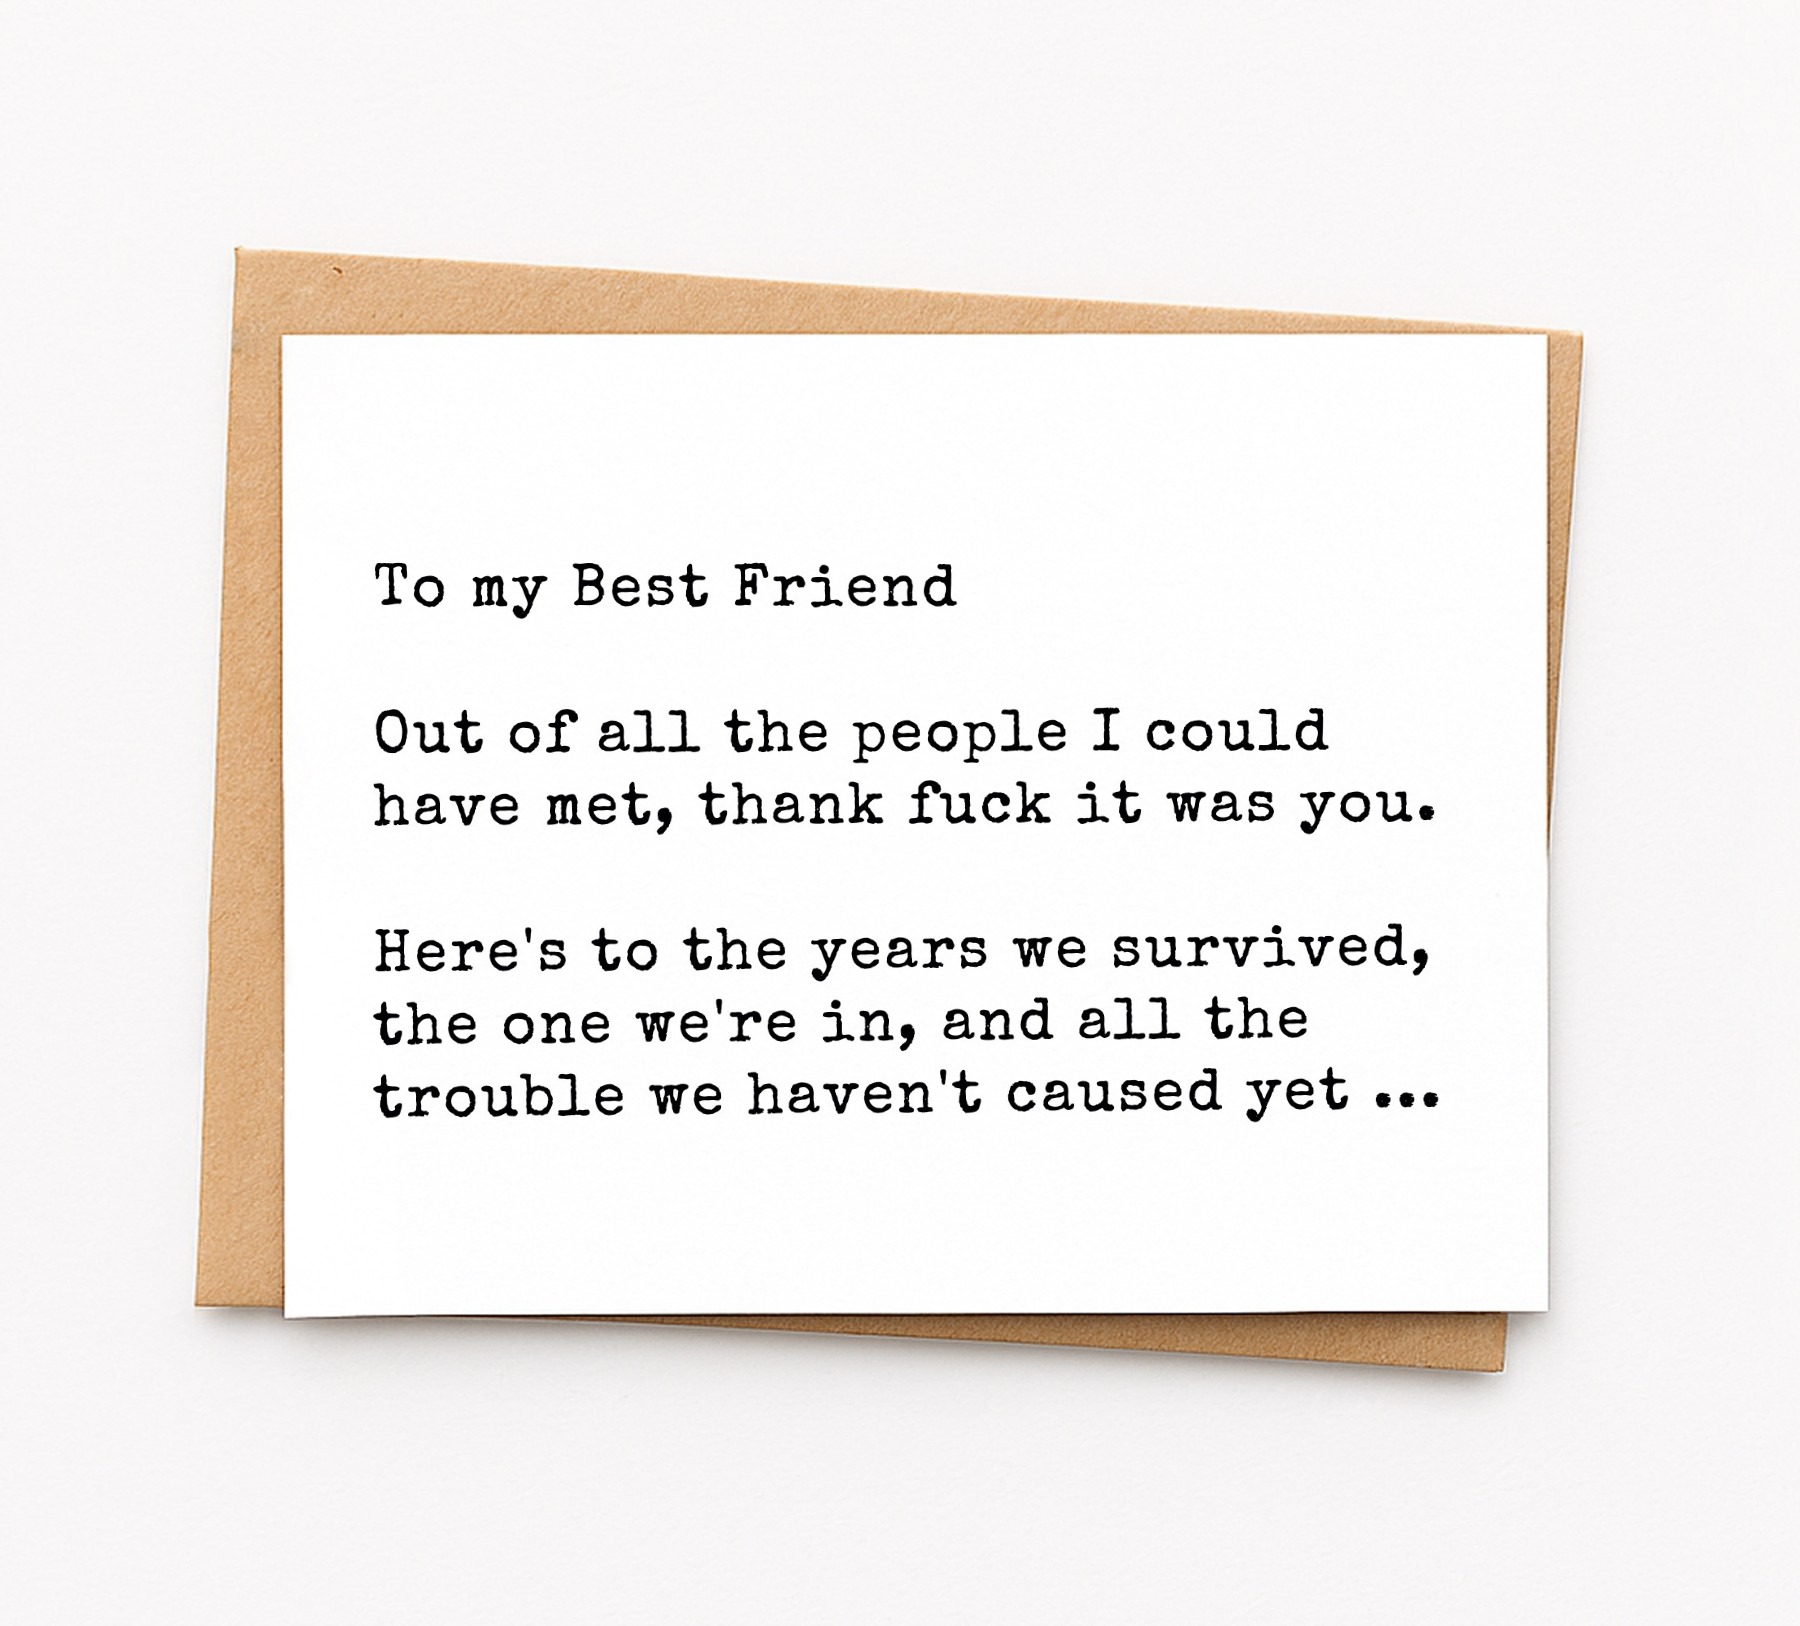 To my Best Friend
Out of all the people I could
have met, thank fuck it was you.
Here's to the years we survived,
the one we're in, and all the
trouble we haven't caused yet ...